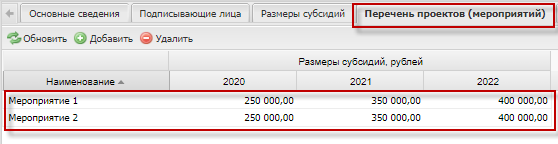 Основные сведения Подписывающие лица Размеры субсидий Перечень проектов (мероприятий)
Обновить Добавить Удалить
Размеры субсидий, рублей
Наименование 2020 2021 2022
Мероприятие 1 250 000,00 350 000,00 400 000,00
Мероприятие 2 250 000,00 350 000,00 400 000,00